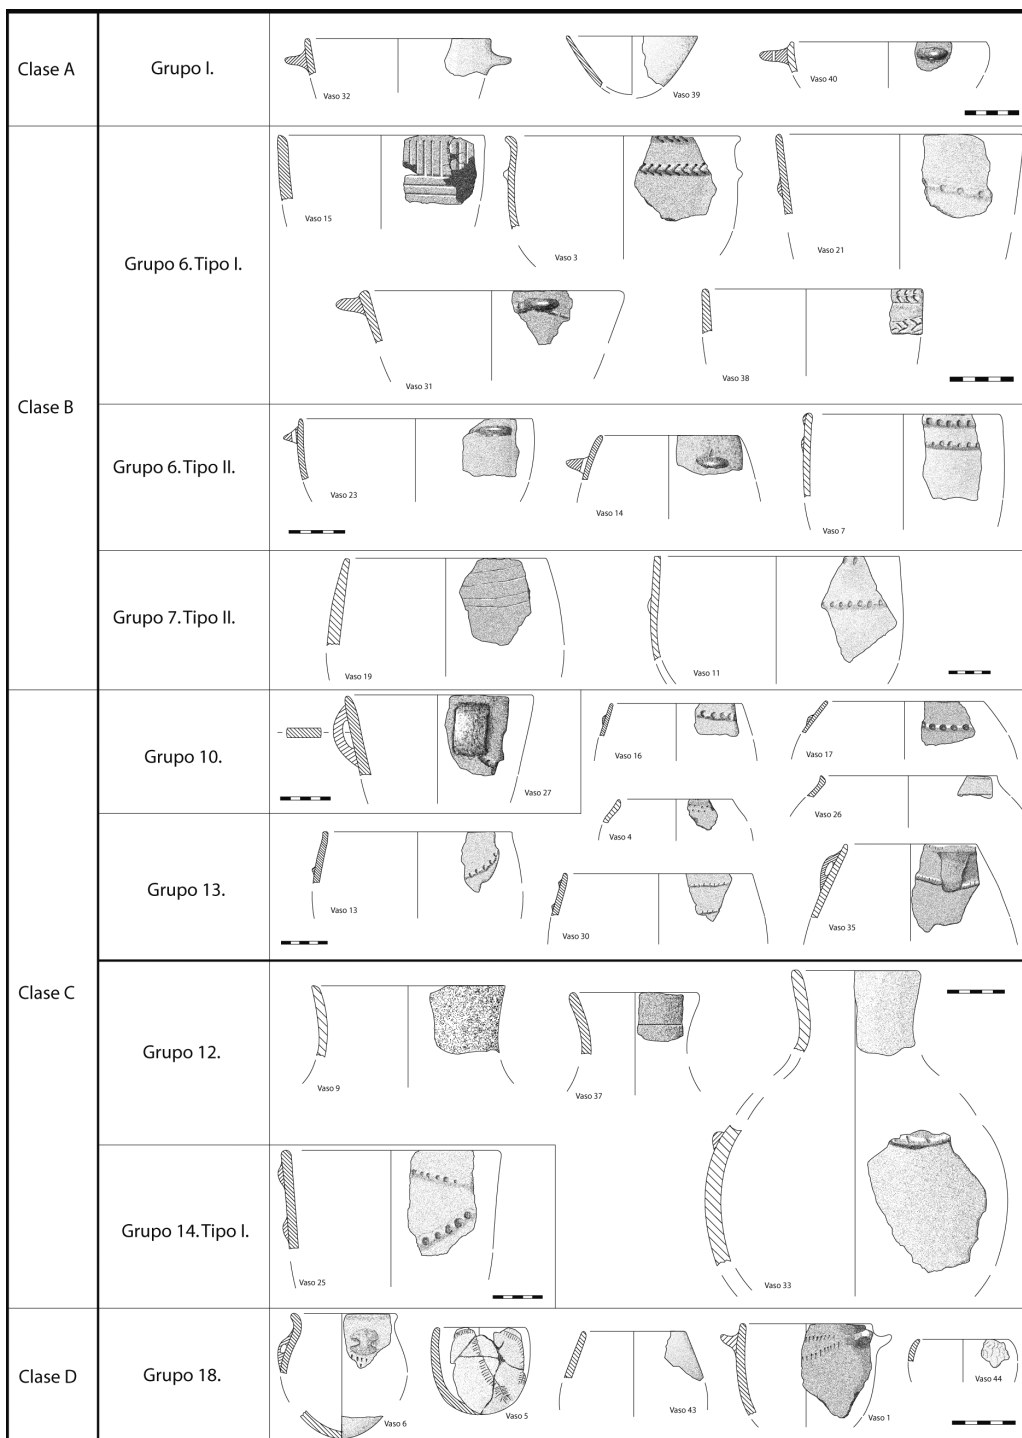 Clase A
Grupo I.
Vaso 32
Vaso 39
Vaso 40
Clase B
Grupo 6. Tipo I.
Vaso 15
Vaso 3
Vaso 21
Vaso 31
Vaso 38
Grupo 6. Tipo II.
Vaso 23
Vaso 14
Vaso 7
Grupo 7. Tipo II.
Vaso 19
Vaso 11
Clase C
Grupo 10.
Vaso 27
Vaso 16
Vaso 17
Vaso 4
Vaso 26
Grupo 13.
Vaso 13
Vaso 30
Vaso 35
Grupo 12.
Vaso 9
Vaso 37
Vaso 33
Grupo 14. Tipo I.
Vaso 25
Clase D
Grupo 18.
Vaso 6
Vaso 5
Vaso 43
Vaso 1
Vaso 44